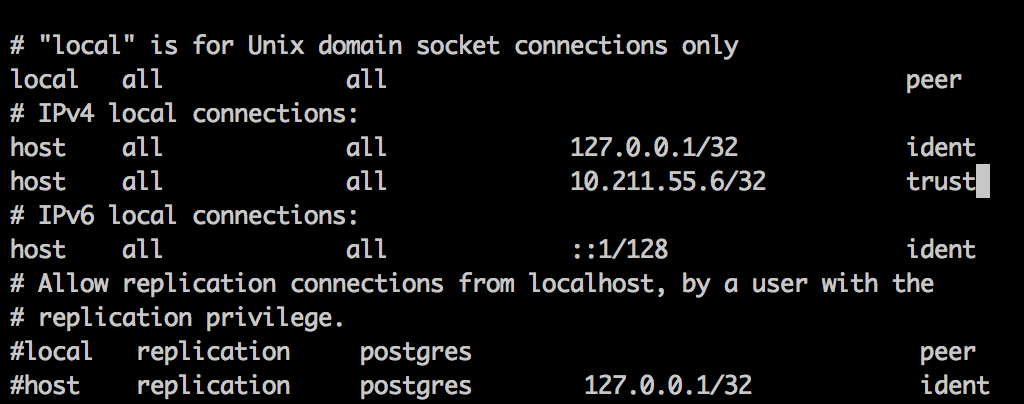 # "local" is for Unix domain socket connections only
local   all             all                                     peer
# IPv4 local connections:
host    all             all             127.0.0.1/32            ident
host    all             all             10.211.55.6/32          trust
# IPv6 local connections:
host    all             all             ::1/128                 ident
# Allow replication connections from localhost, by a user with the
# replication privilege.
#local   replication     postgres                                peer
#host    replication     postgres        127.0.0.1/32            ident